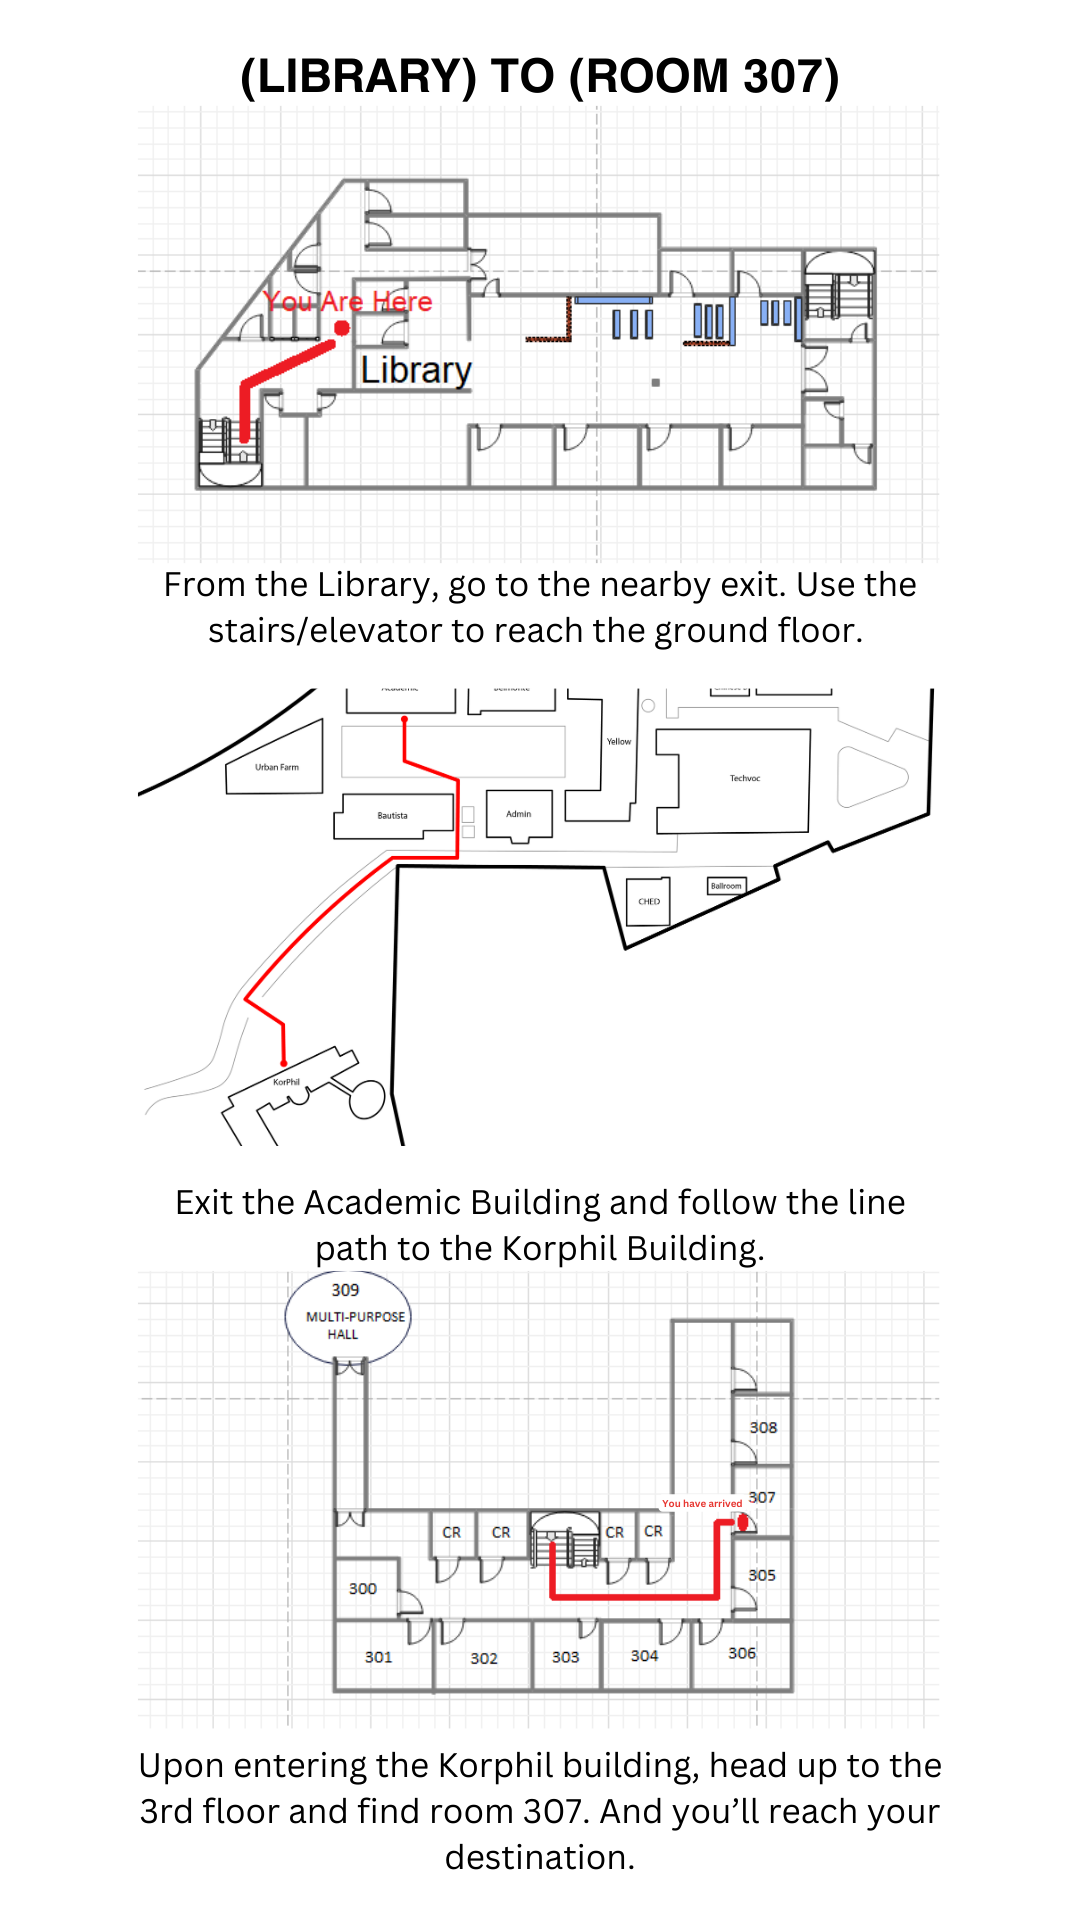 (LIBRARY) TO (ROOM 307)
You Are Here
Library
From the Library, go to the nearby exit. Use the
stairs/elevator to reach the ground floor.
Academic
Belmonte
Yellow
Urban Farm
Techvoc
Bautista
Admin
CHED
Ballroom
KorPhil
Exit the Academic Building and follow the line
path to the Korphil Building.
309
MULTI-PURPOSE
HALL
308
307
You have arrived
CR
CR
CR
CR
305
300
301
302
303
304
306
Upon entering the Korphil building, head up to the
3rd floor and find room 307. And you’ll reach your
destination.